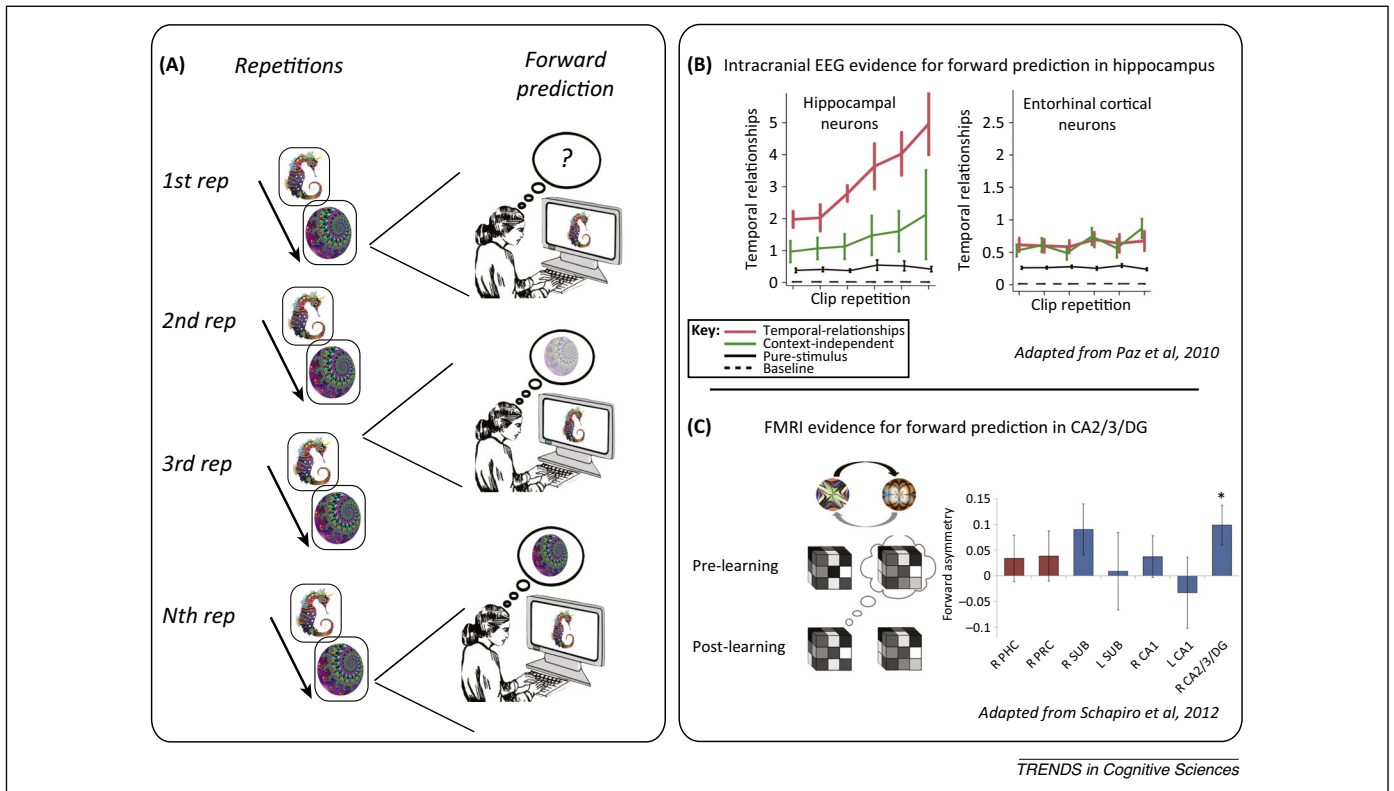 (A) Repetitions Forward
prediction
1st rep
?
2nd rep
3rd rep
Nth rep
(B) Intracranial EEG evidence for forward prediction in hippocampus
Temporal relationships
5
4
3
2
1
0
Hippocampal
neurons
Clip repetition
Temporal relationships
2.5
2
1.5
1
0.5
0
Entorhinal cortical
neurons
Clip repetition
Key: Temporal-relationships
Context-independent
Pure-stimulus
Baseline
Adapted from Paz et al, 2010
(C) FMRI evidence for forward prediction in CA2/3/DG
Pre-learning
Post-learning
Forward asymmetry
0.15
0.1
0.05
0
–0.05
–0.1
*
R PHC
R PRC
R SUB
L SUB
R CA1
L CA1
R CA2/3/DG
Adapted from Schapiro et al, 2012
TRENDS in Cognitive Sciences